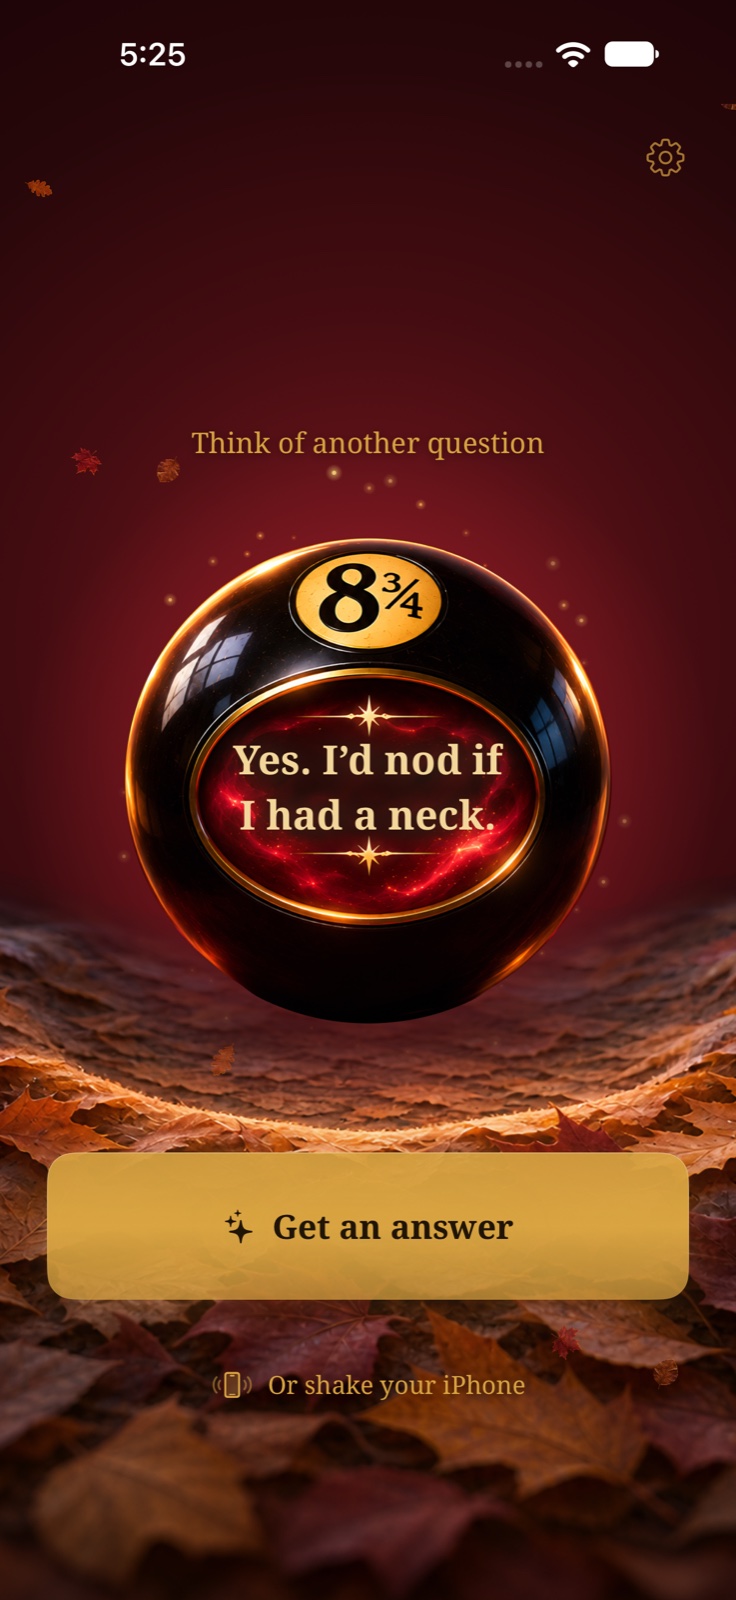 5:25
Think of another question
8¾
Yes. I’d nod if
I had a neck.
Get an answer
Or shake your iPhone